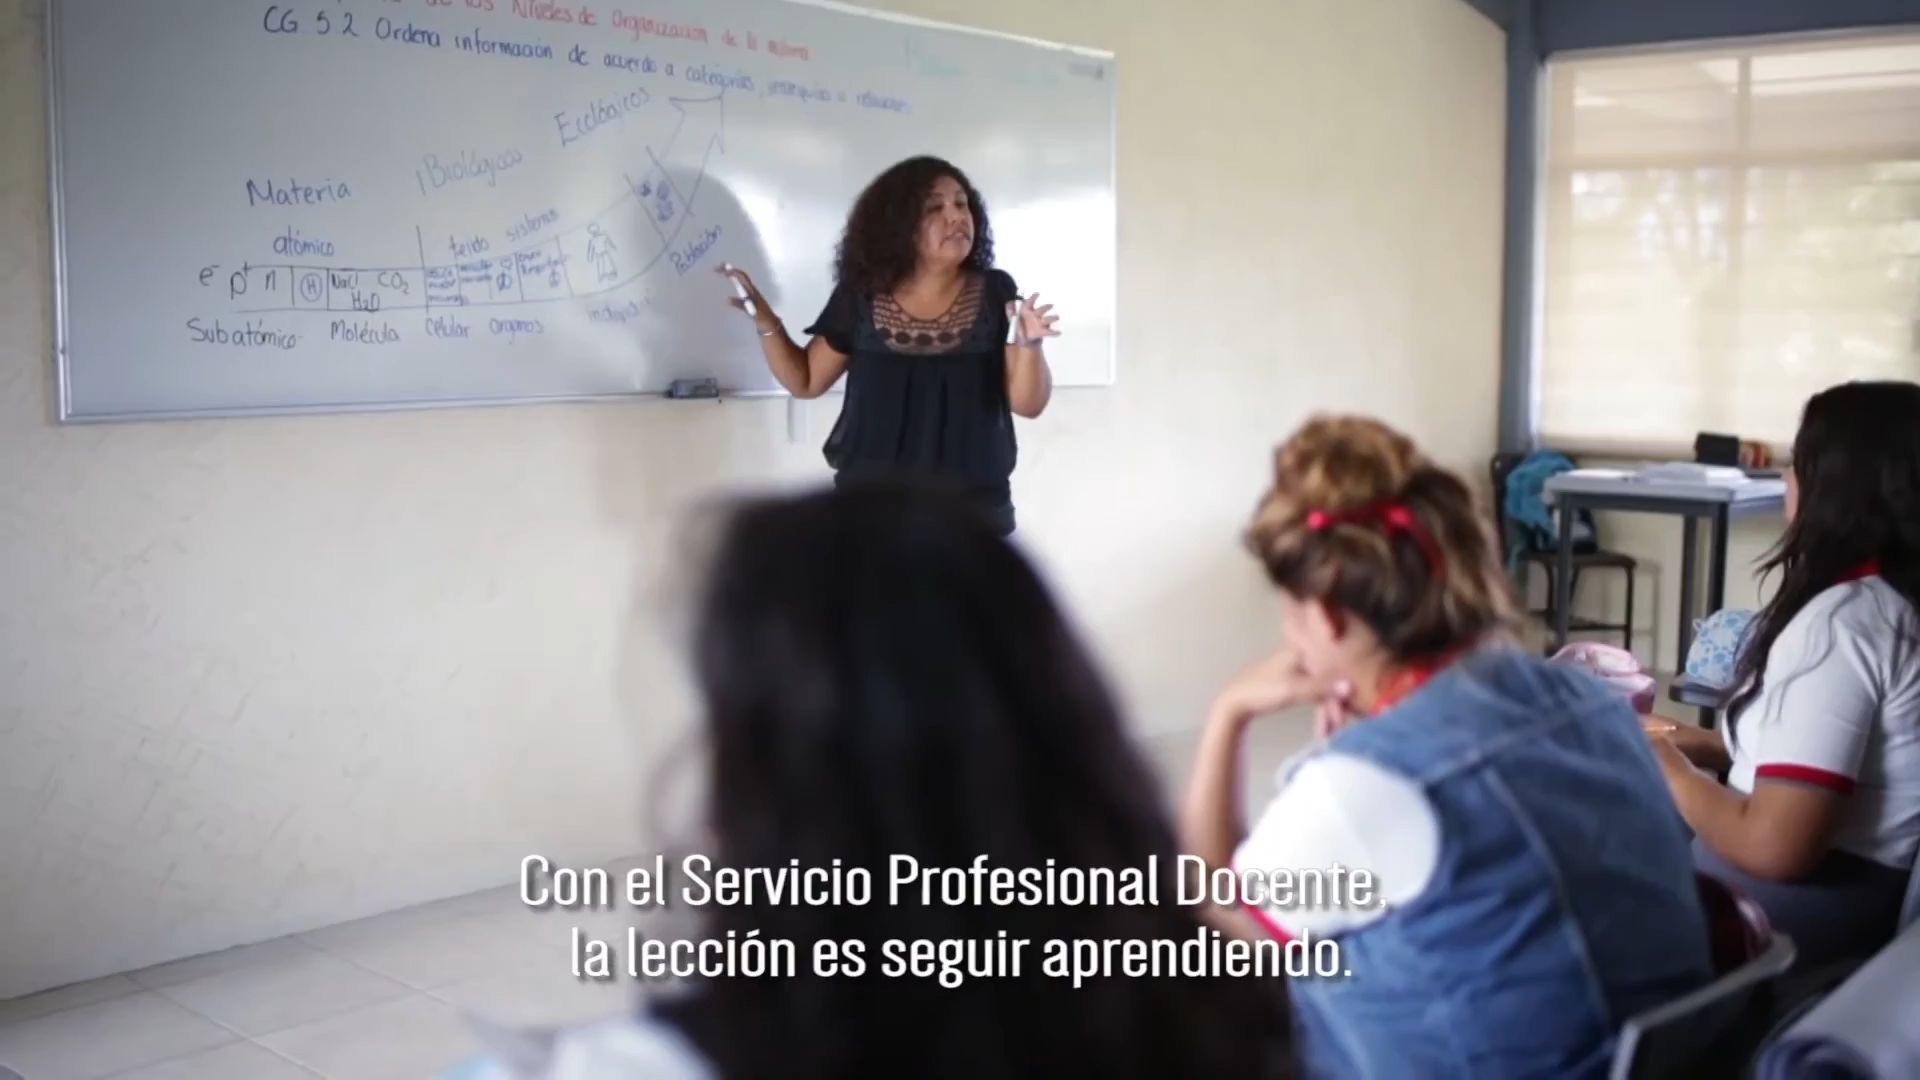 de los Niveles de Organización de la materia
CG 5 2 Ordena información de acuerdo a categorías, jerarquías o relaciones
Ecológicos
Biológicos
Materia
sistemas
tejido
atómico
e⁻ p⁺ n H NaCl CO₂
H₂O
Población
Subatómico Molécula Celular organos
Con el Servicio Profesional Docente,
la lección es seguir aprendiendo.